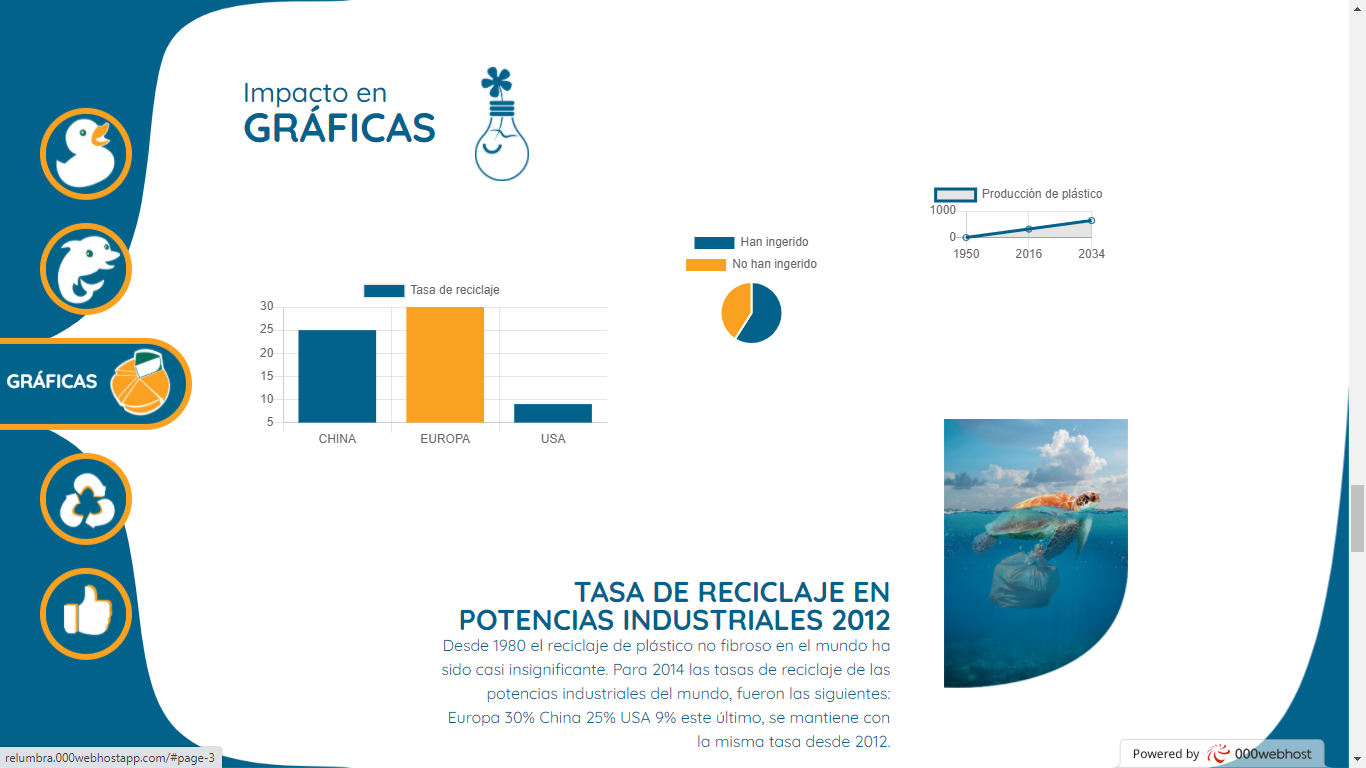 Impacto en
GRÁFICAS
GRÁFICAS
Tasa de reciclaje
30
25
20
15
10
5
CHINA EUROPA USA
Han ingerido
No han ingerido
Producción de plástico
1000
0
1950 2016 2034
TASA DE RECICLAJE EN
POTENCIAS INDUSTRIALES 2012
Desde 1980 el reciclaje de plástico no fibroso en el mundo ha
sido casi insignificante. Para 2014 las tasas de reciclaje de las
potencias industriales del mundo, fueron las siguientes:
Europa 30% China 25% USA 9% este último, se mantiene con
la misma tasa desde 2012.
relumbra.000webhostapp.com/#page-3
Powered by 000webhost